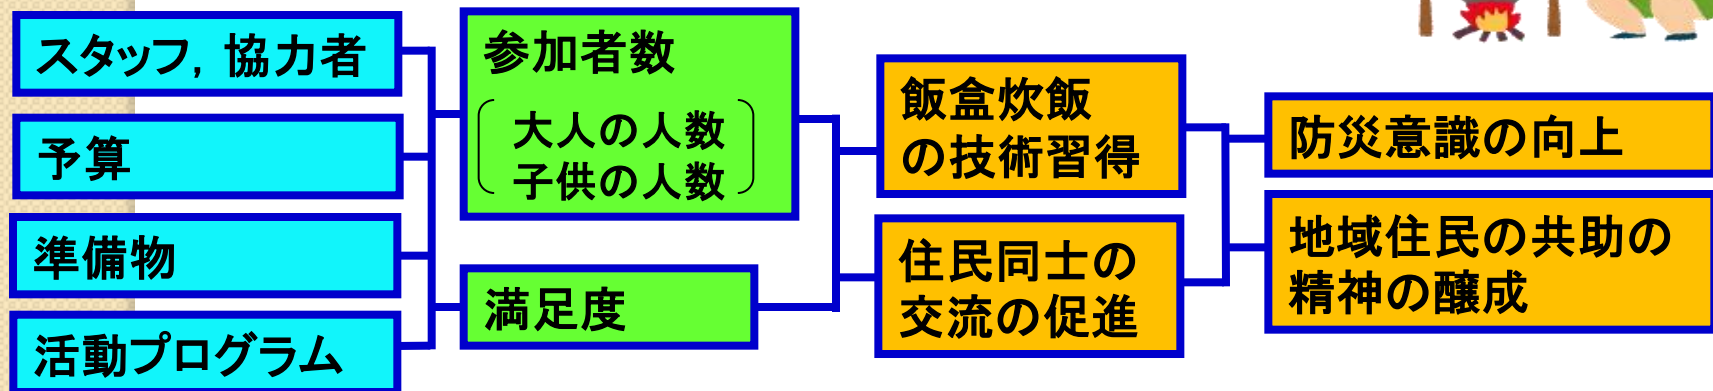 スタッフ，協力者
予算
準備物
活動プログラム
参加者数
大人の人数
子供の人数
満足度
飯盒炊飯
の技術習得
住民同士の
交流の促進
防災意識の向上
地域住民の共助の
精神の醸成